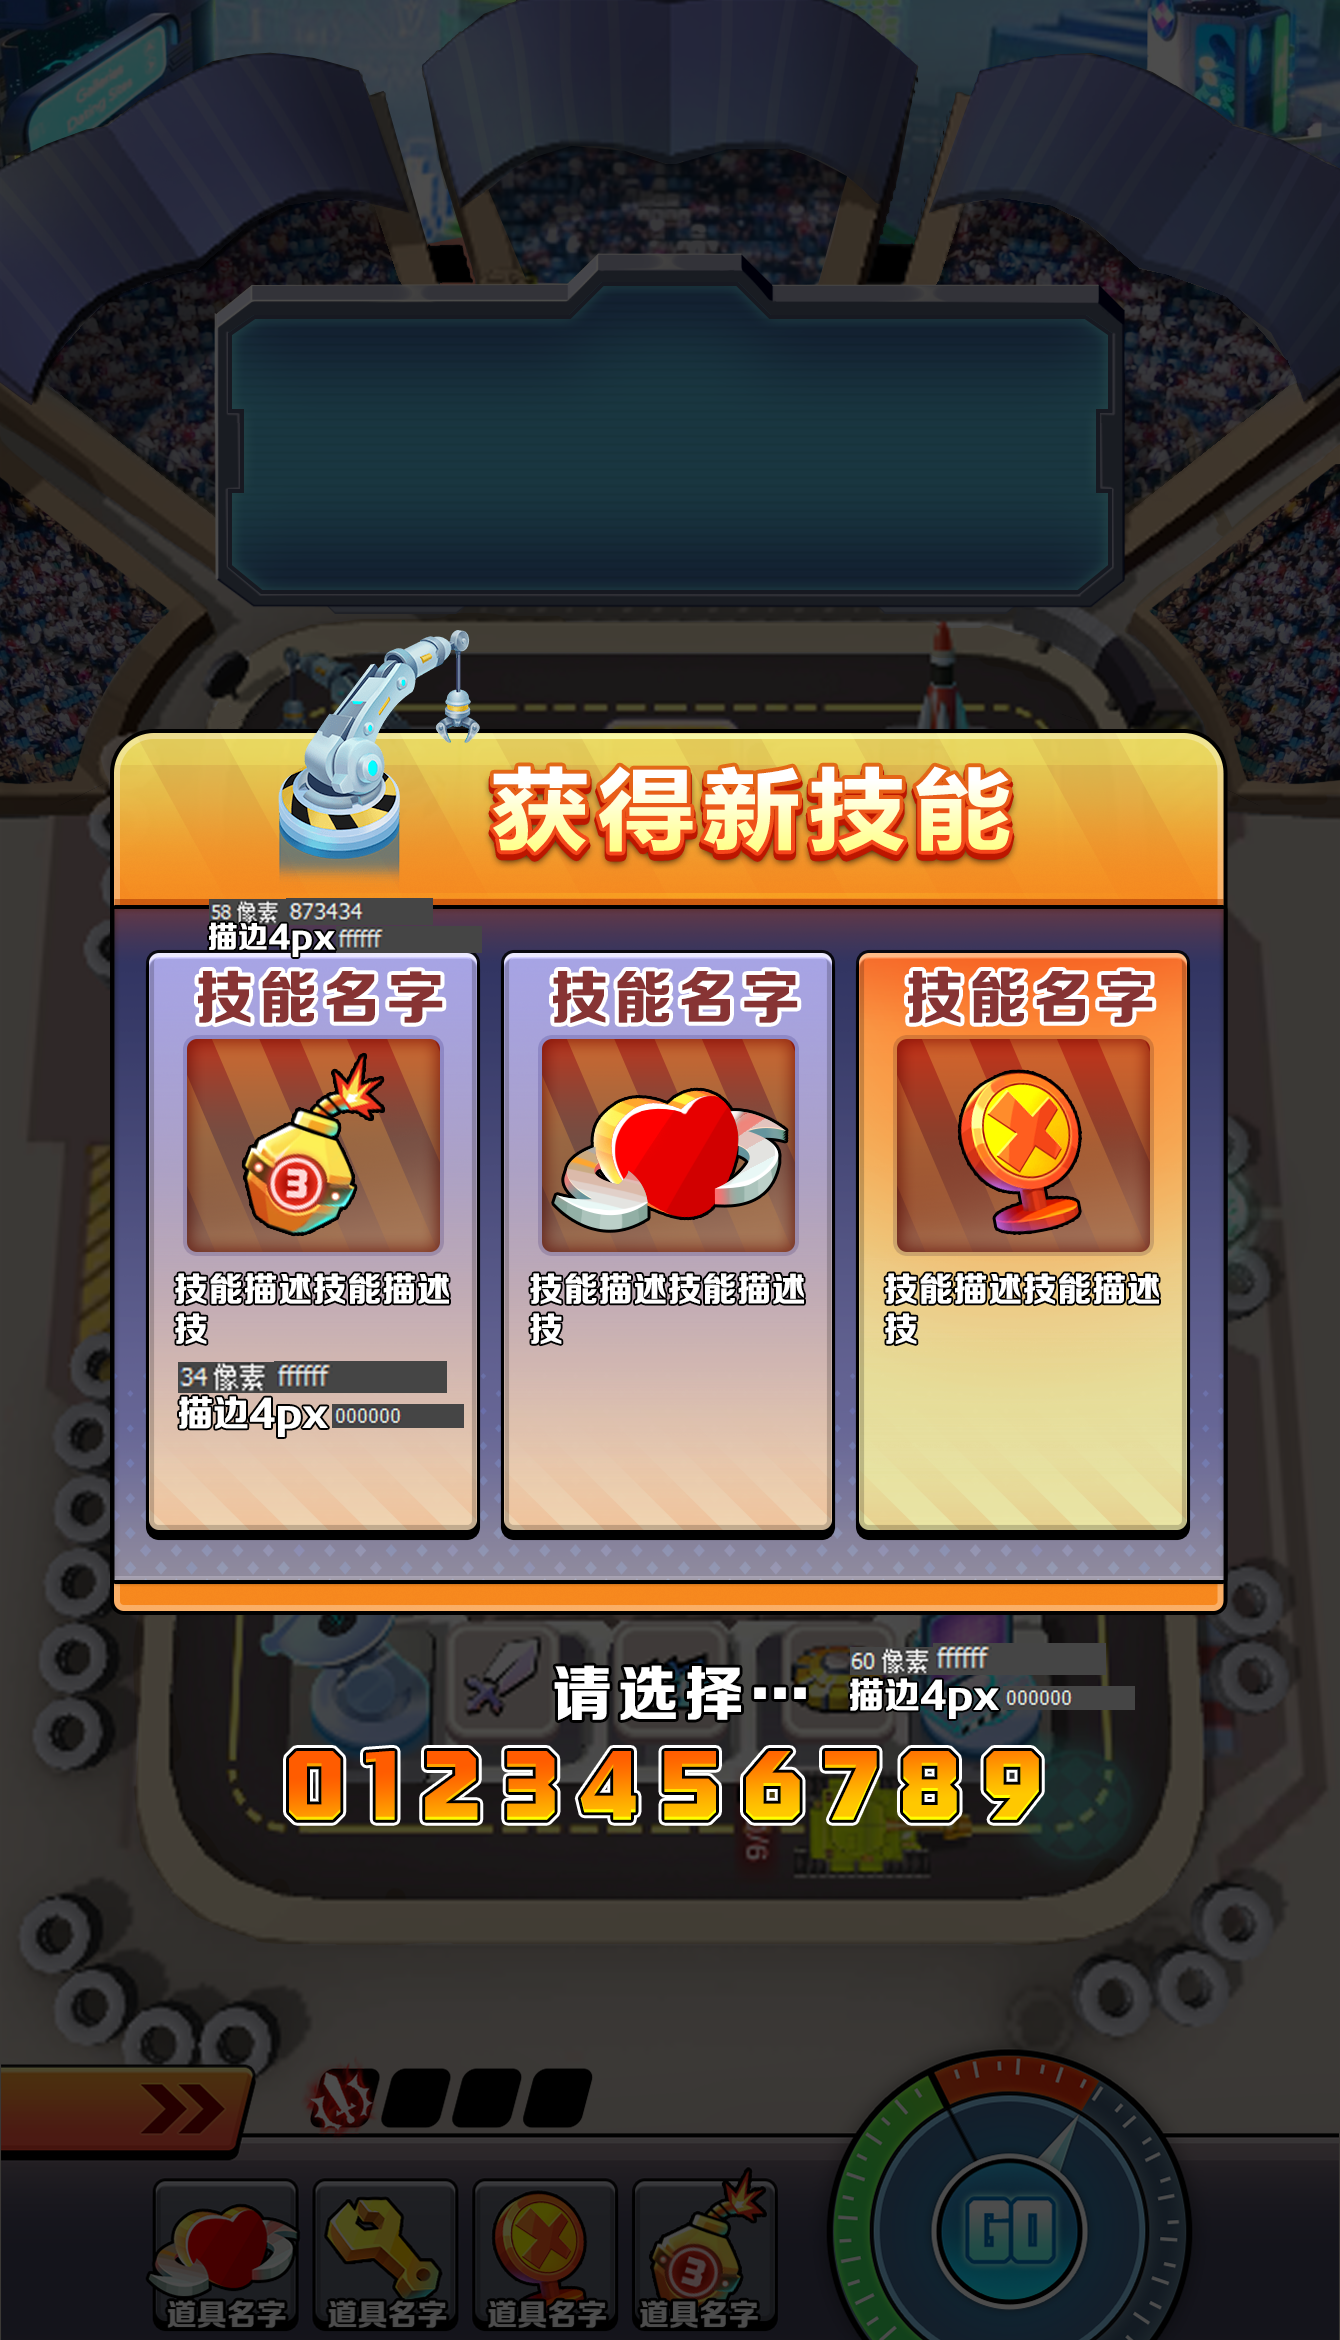 Galleries
Dating Sites
获得新技能
58 像素 873434
描边4px ffffff
技能名字
技能名字
技能名字
3
技能描述技能描述
技
技能描述技能描述
技
技能描述技能描述
技
34 像素 ffffff
描边4px 000000
请选择…
60 像素 ffffff
描边4px 000000
0123456789
GO
3
道具名字
道具名字
道具名字
道具名字